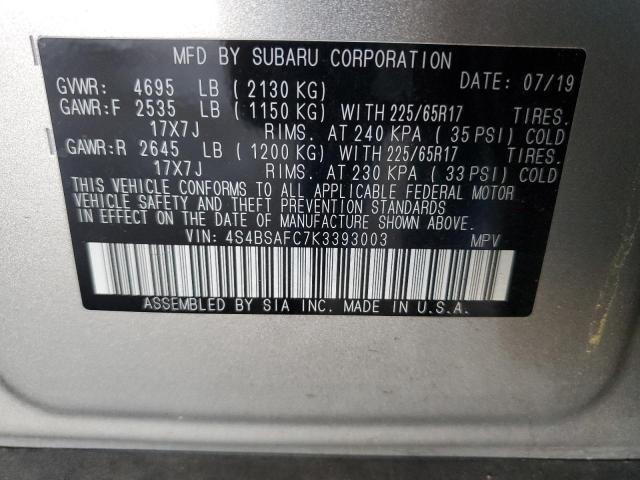 MFD BY SUBARU CORPORATION
GVWR: 4695 LB ( 2130 KG) DATE: 07/19
GAWR:F 2535 LB ( 1150 KG) WITH 225/65R17 TIRES.
17X7J RIMS. AT 240 KPA ( 35 PSI) COLD
GAWR:R 2645 LB ( 1200 KG) WITH 225/65R17 TIRES.
17X7J RIMS. AT 230 KPA ( 33 PSI) COLD
THIS VEHICLE CONFORMS TO ALL APPLICABLE FEDERAL MOTOR
VEHICLE SAFETY AND THEFT PREVENTION STANDARDS
IN EFFECT ON THE DATE OF MANUFACTURE SHOWN ABOVE.
VIN: 4S4BSAFC7K3393003 MPV
ASSEMBLED BY SIA INC. MADE IN U.S.A.